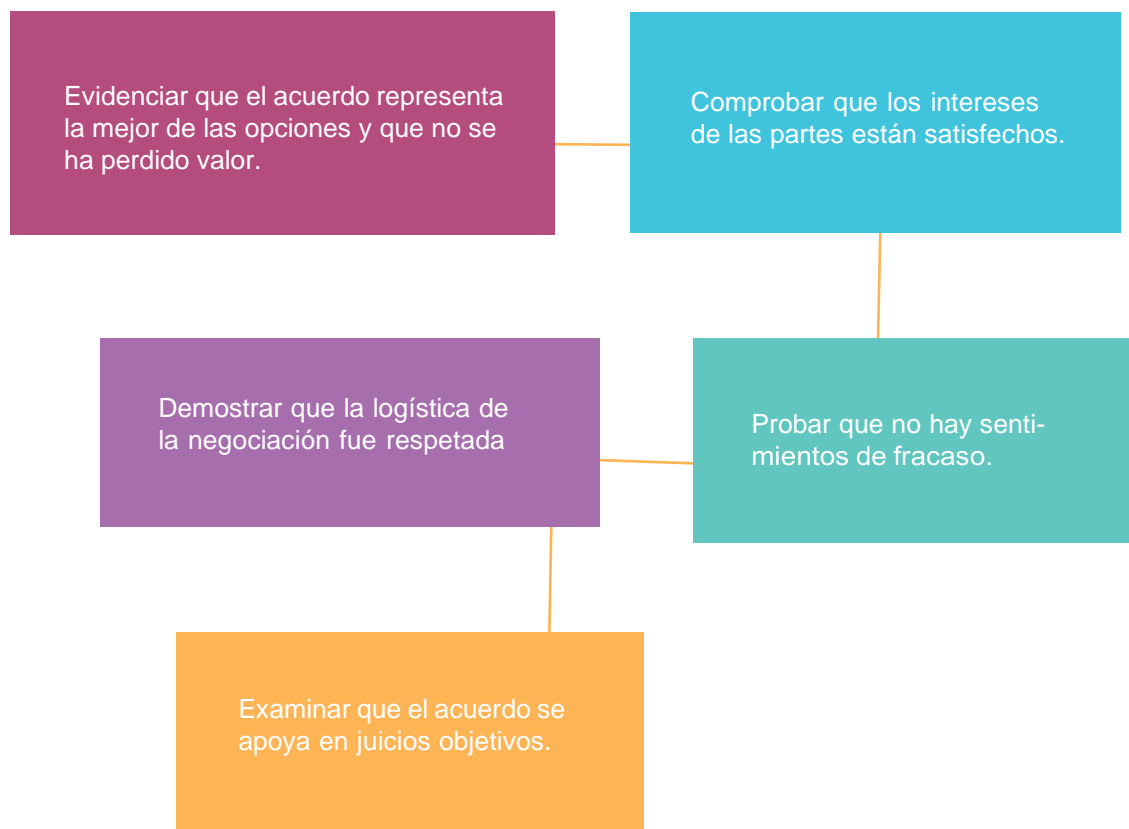 Evidenciar que el acuerdo representa
la mejor de las opciones y que no se
ha perdido valor.
Comprobar que los intereses
de las partes están satisfechos.
Probar que no hay senti-
mientos de fracaso.
Demostrar que la logística de
la negociación fue respetada
Examinar que el acuerdo se
apoya en juicios objetivos.